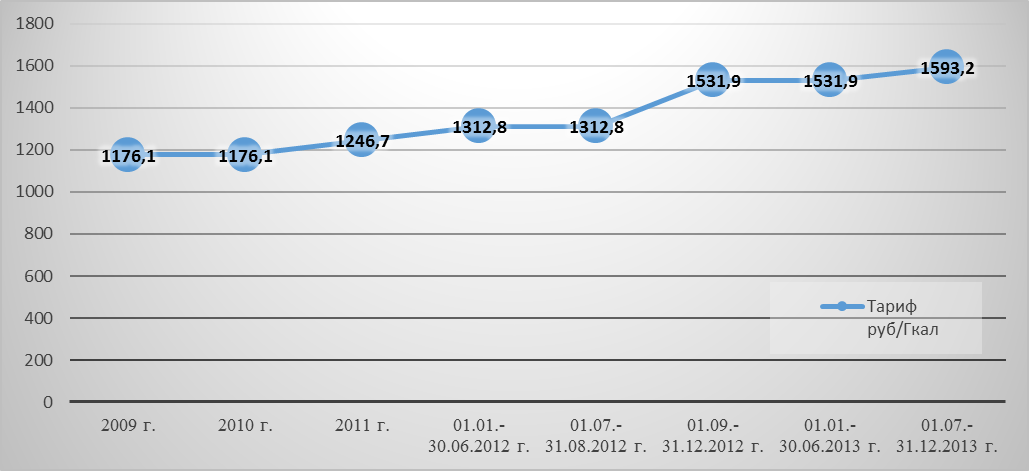 1800
1600
1400
1200
1000
800
600
400
200
0
1176,1
1176,1
1246,7
1312,8
1312,8
1531,9
1531,9
1593,2
Тариф
руб/Гкал
2009 г.
2010 г.
2011 г.
01.01.-
30.06.2012 г.
01.07.-
31.08.2012 г.
01.09.-
31.12.2012 г.
01.01.-
30.06.2013 г.
01.07.-
31.12.2013 г.